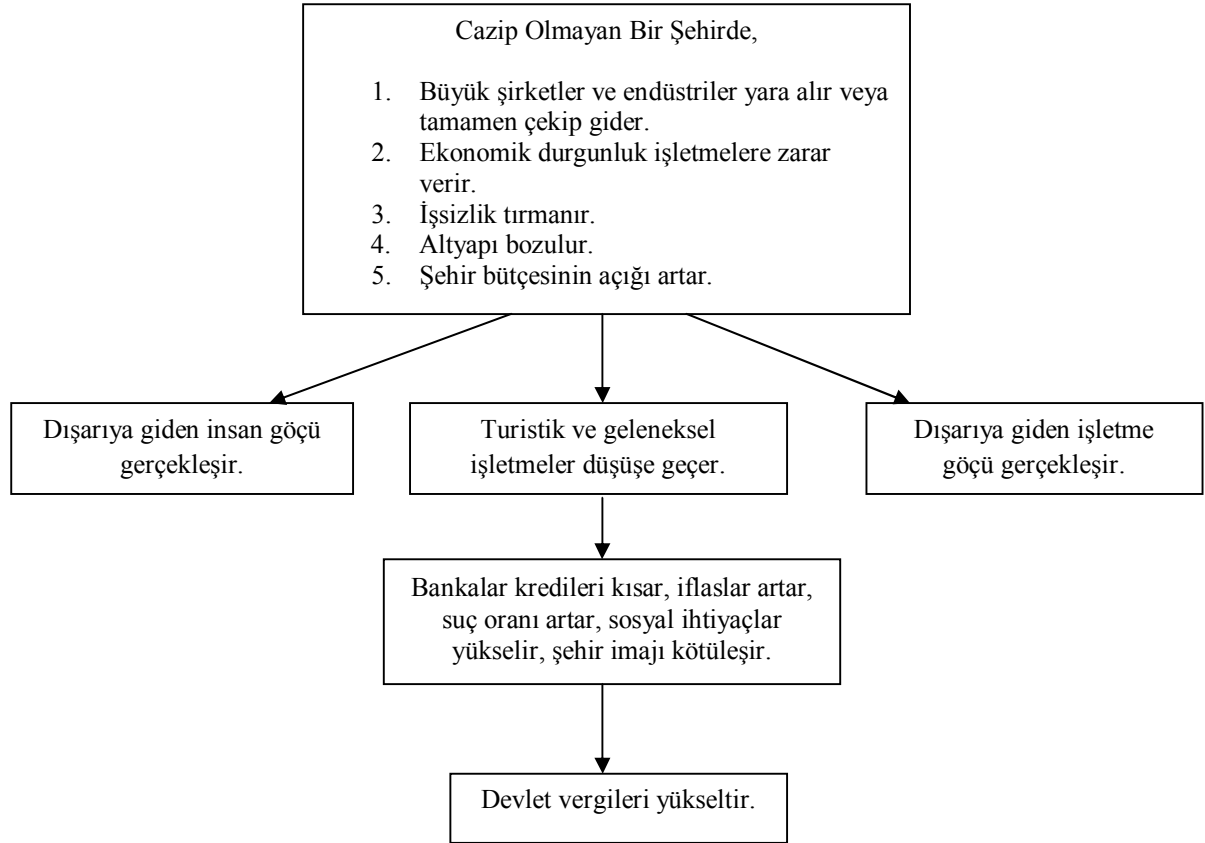 Cazip Olmayan Bir Şehirde,
1. Büyük şirketler ve endüstriler yara alır veya
tamamen çekip gider.
2. Ekonomik durgunluk işletmelere zarar
verir.
3. İşsizlik tırmanır.
4. Altyapı bozulur.
5. Şehir bütçesinin açığı artar.
Dışarıya giden insan göçü
gerçekleşir.
Turistik ve geleneksel
işletmeler düşüşe geçer.
Dışarıya giden işletme
göçü gerçekleşir.
Bankalar kredileri kısar, iflaslar artar,
suç oranı artar, sosyal ihtiyaçlar
yükselir, şehir imajı kötüleşir.
Devlet vergileri yükseltir.